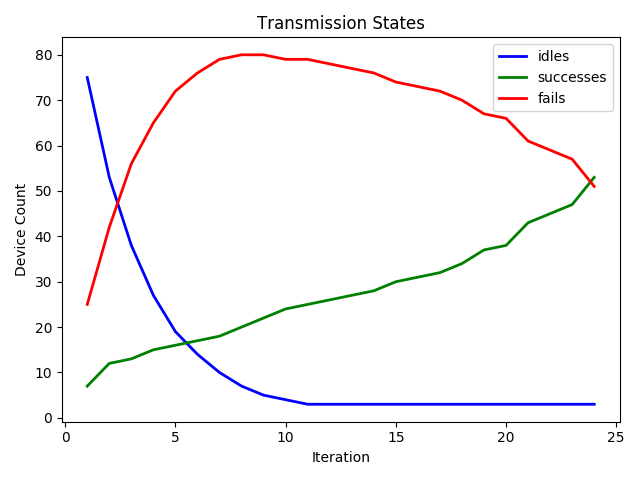 Transmission States
Device Count
80
70
60
50
40
30
20
10
0
0 5 10 15 20 25
Iteration
idles
successes
fails